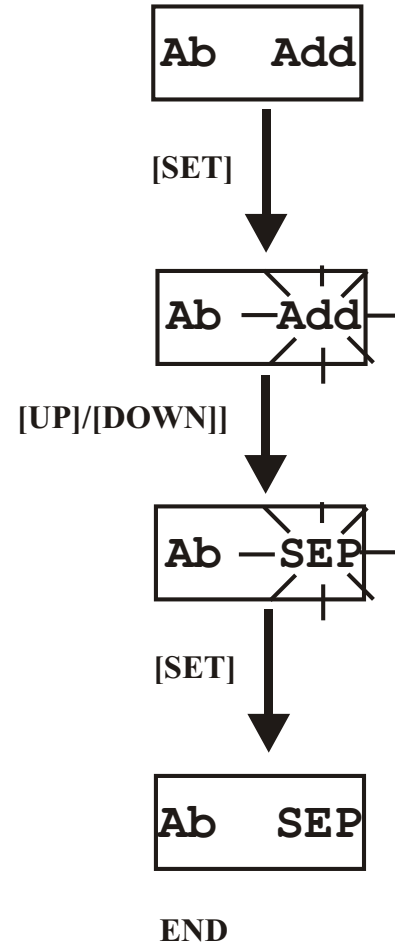 Ab Add
[SET]
Ab Add
[UP]/[DOWN]]
Ab SEP
[SET]
Ab SEP
END